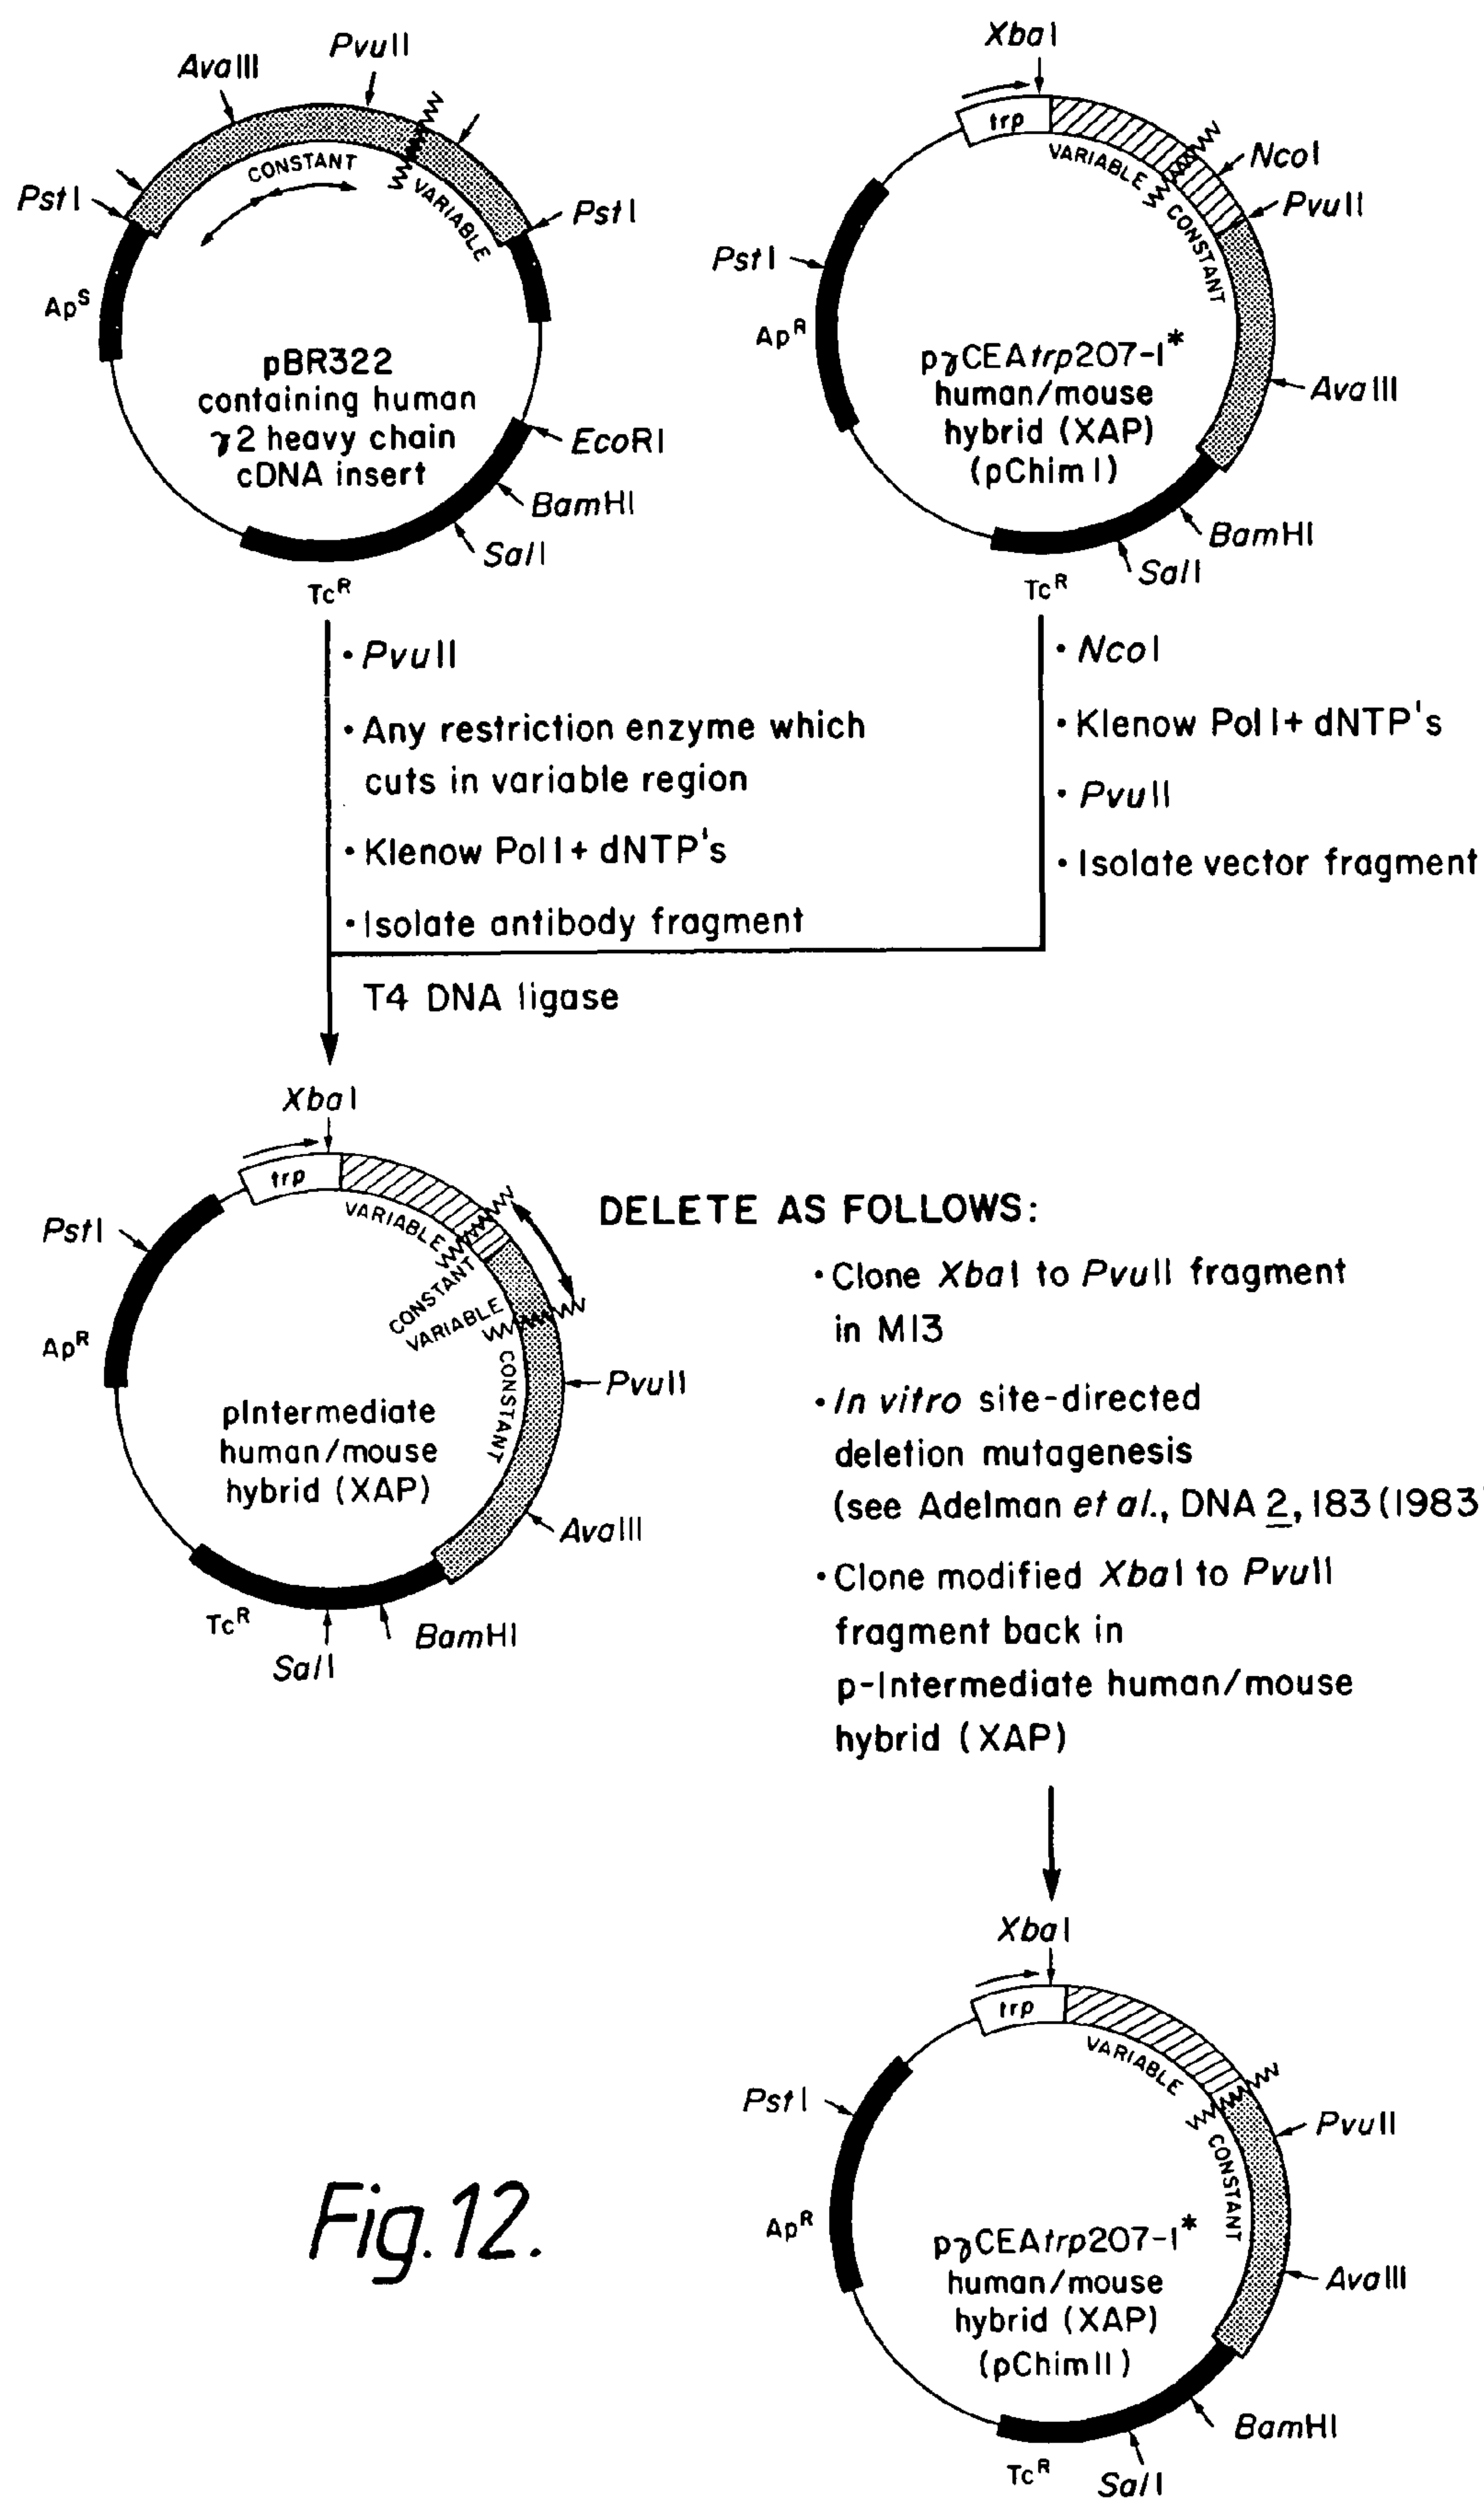 AvaIII
PvuII
PstI
CONSTANT
VARIABLE
PstI
Ap^S
pBR322
containing human
γ2 heavy chain
cDNA insert
EcoRI
BamHI
SalI
Tc^R
XbaI
trp
VARIABLE
CONSTANT
NcoI
PvuII
PstI
Ap^R
pγCEAtrp207-1*
human/mouse
hybrid (XAP)
(pChim I)
AvaIII
BamHI
SalI
Tc^R
• PvuII
• Any restriction enzyme which
cuts in variable region
• Klenow Pol I + dNTP's
• Isolate antibody fragment
• NcoI
• Klenow Pol I + dNTP's
• PvuII
• Isolate vector fragment
T4 DNA ligase
XbaI
trp
VARIABLE
CONSTANT
VARIABLE
CONSTANT
PstI
Ap^R
PvuII
pIntermediate
human/mouse
hybrid (XAP)
AvaIII
BamHI
SalI
Tc^R
DELETE AS FOLLOWS:
• Clone XbaI to PvuII fragment
in M13
• In vitro site-directed
deletion mutagenesis
(see Adelman et al., DNA 2, 183 (1983
• Clone modified XbaI to PvuII
fragment back in
p-Intermediate human/mouse
hybrid (XAP)
XbaI
trp
VARIABLE
CONSTANT
PstI
PvuII
Ap^R
pγCEAtrp207-1*
human/mouse
hybrid (XAP)
(pChim II)
AvaIII
BamHI
SalI
Tc^R
Fig.12.